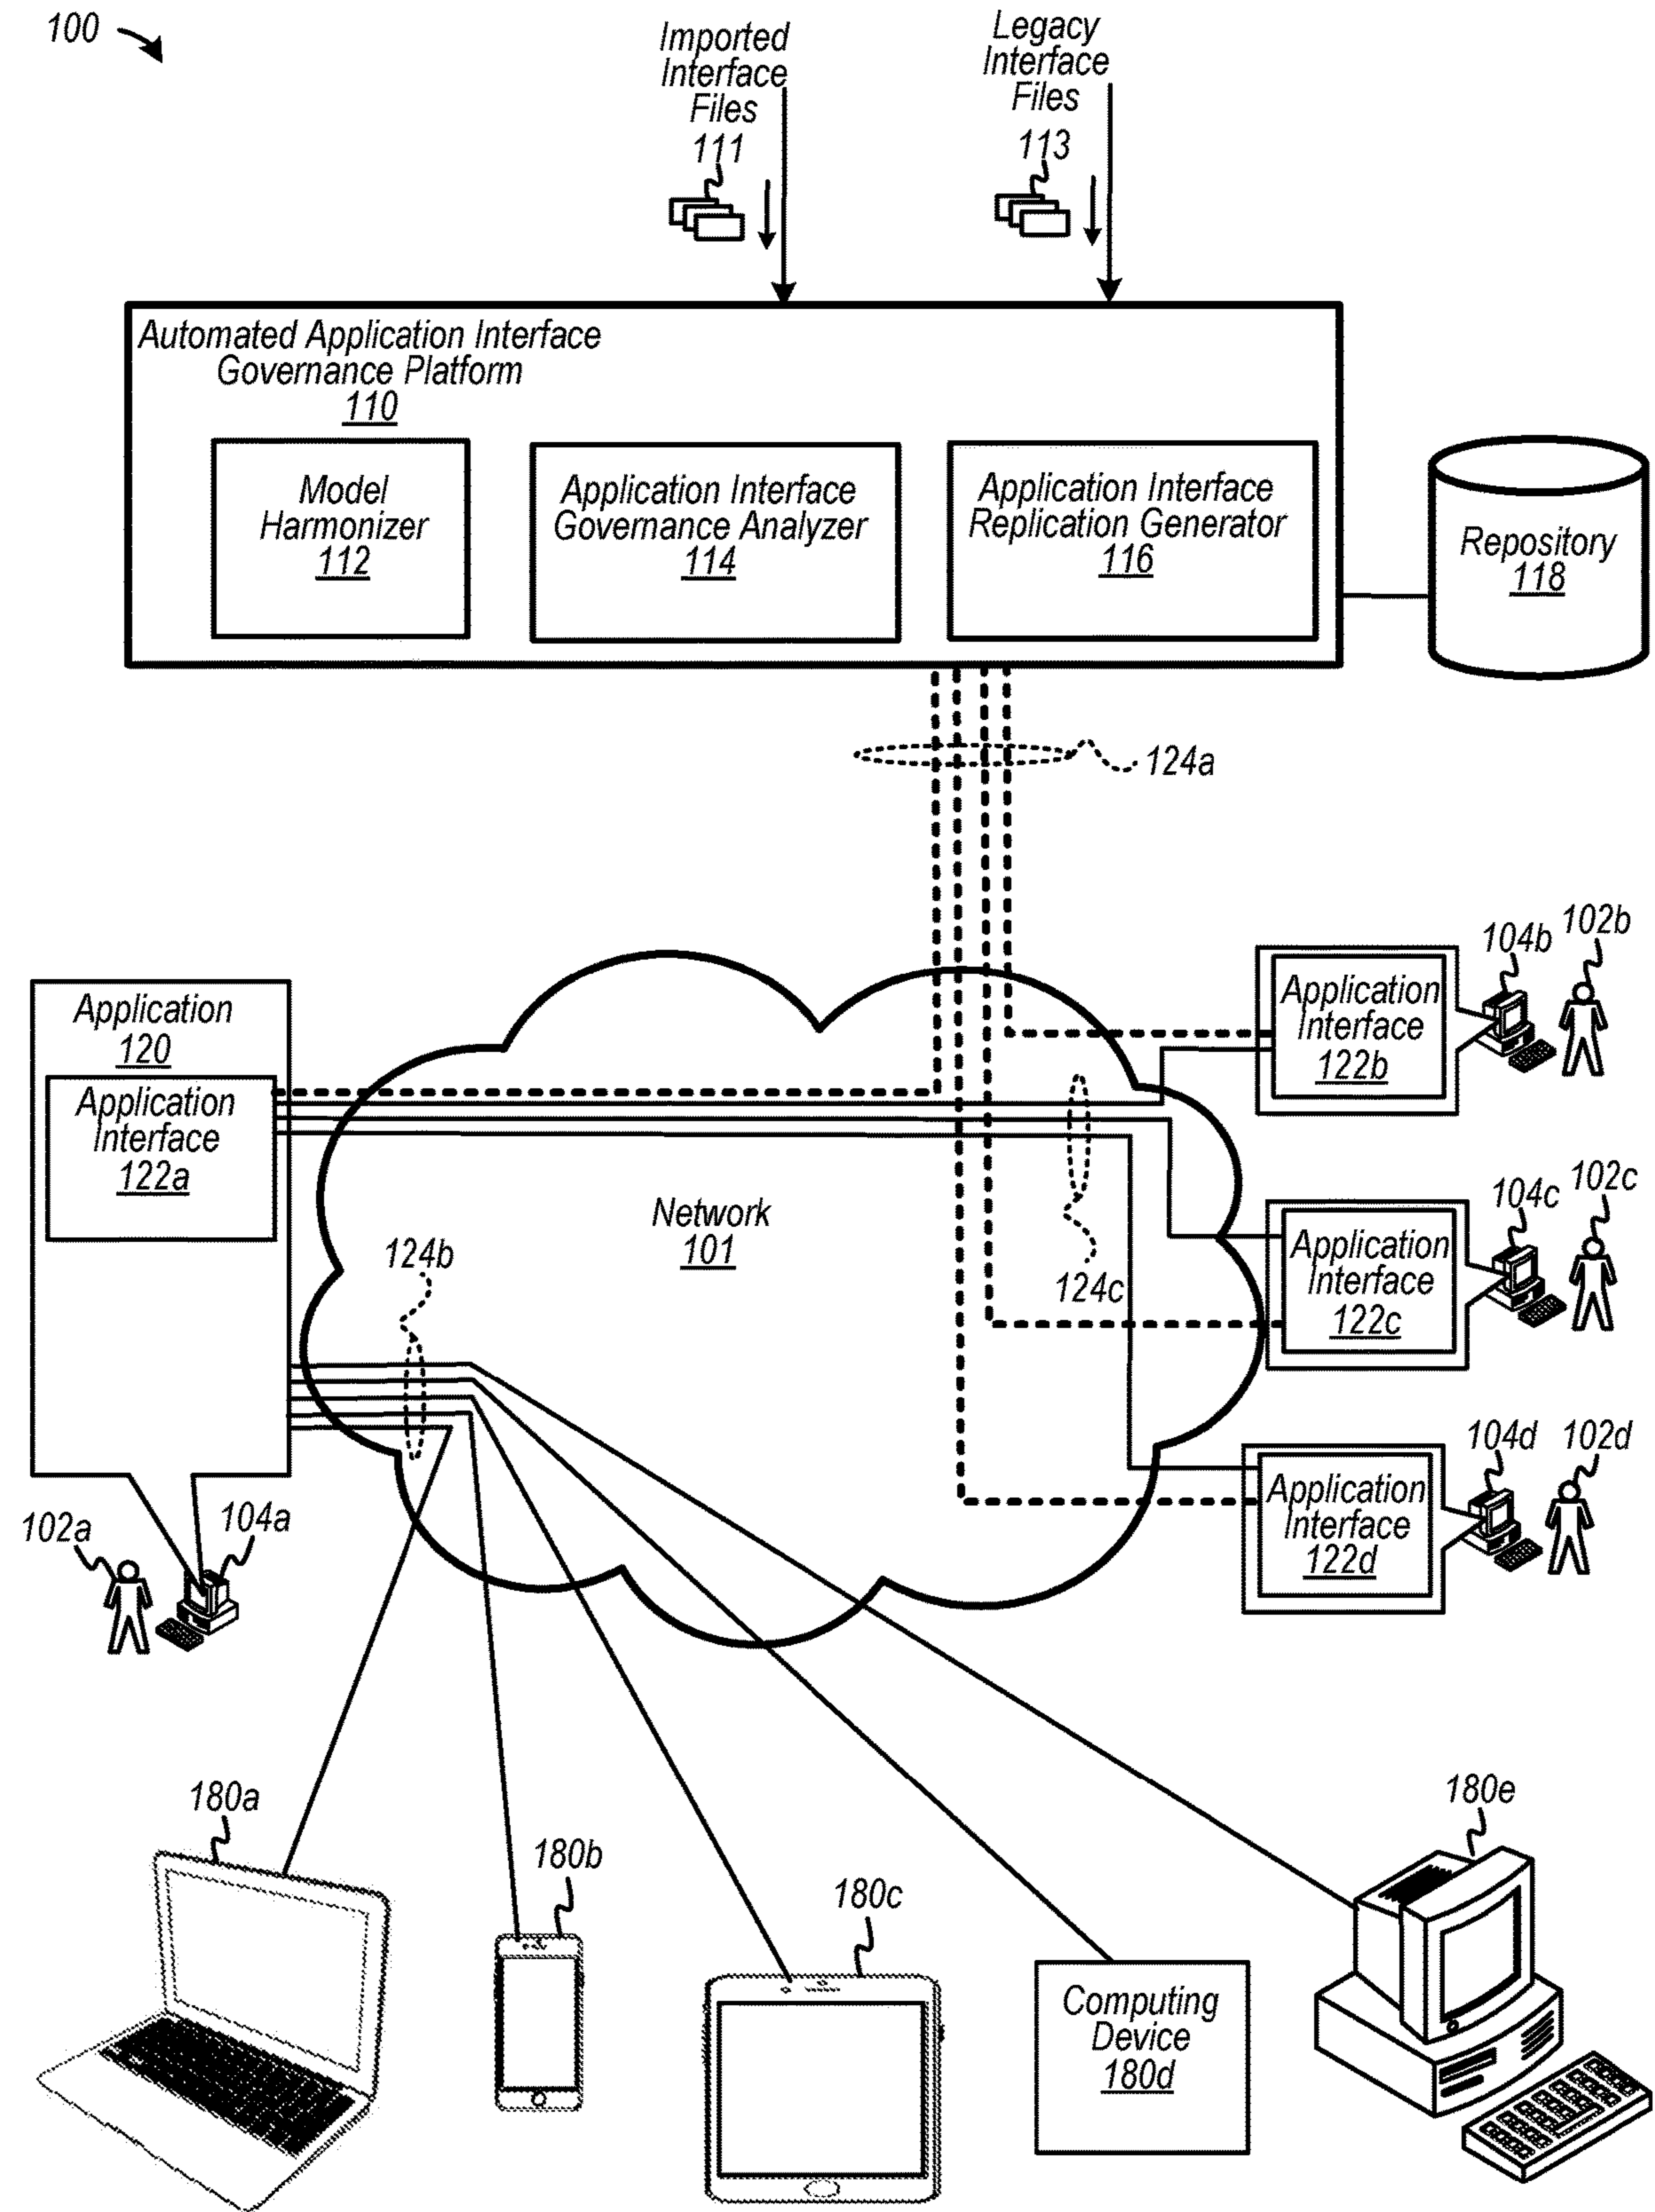 100
Imported
Interface
Files
111
Legacy
Interface
Files
113
Automated Application Interface
Governance Platform
110
Model
Harmonizer
112
Application Interface
Governance Analyzer
114
Application Interface
Replication Generator
116
Repository
118
124a
Application
120
Application
Interface
122a
Network
101
124b
124c
Application
Interface
122b
104b
102b
Application
Interface
122c
104c
102c
Application
Interface
122d
104d
102d
102a
104a
180a
180b
180c
Computing
Device
180d
180e